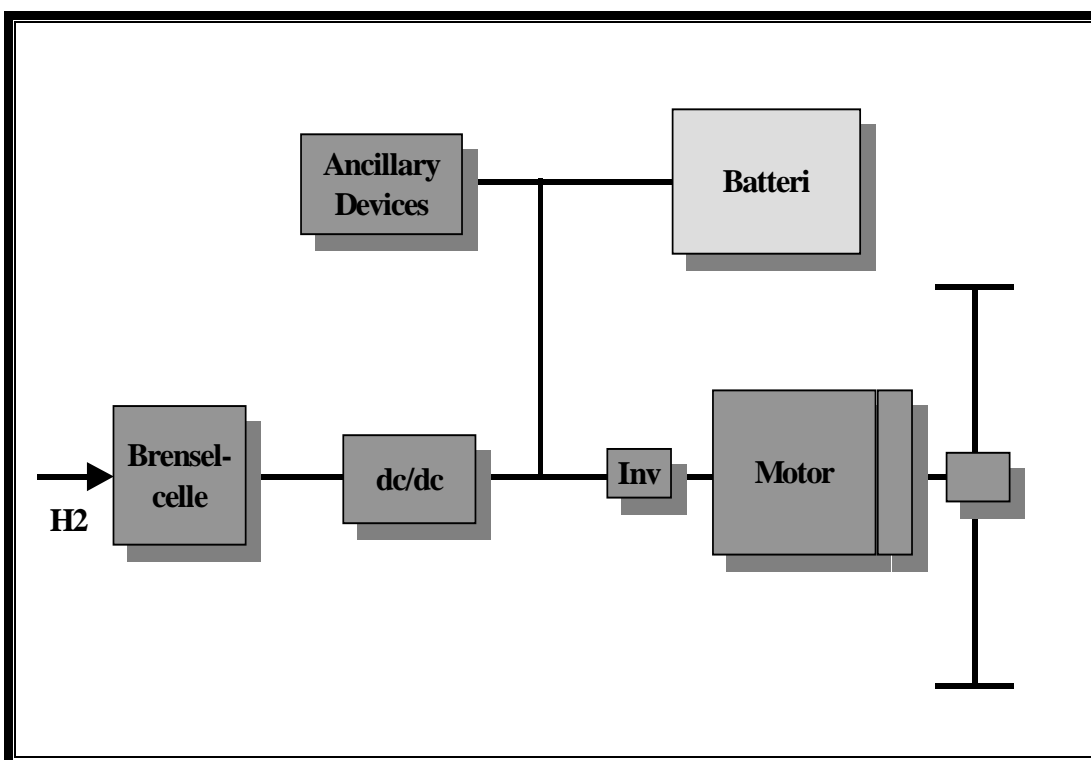 Ancillary
Devices
Batteri
Brensel-
celle
dc/dc
Inv
Motor
H2